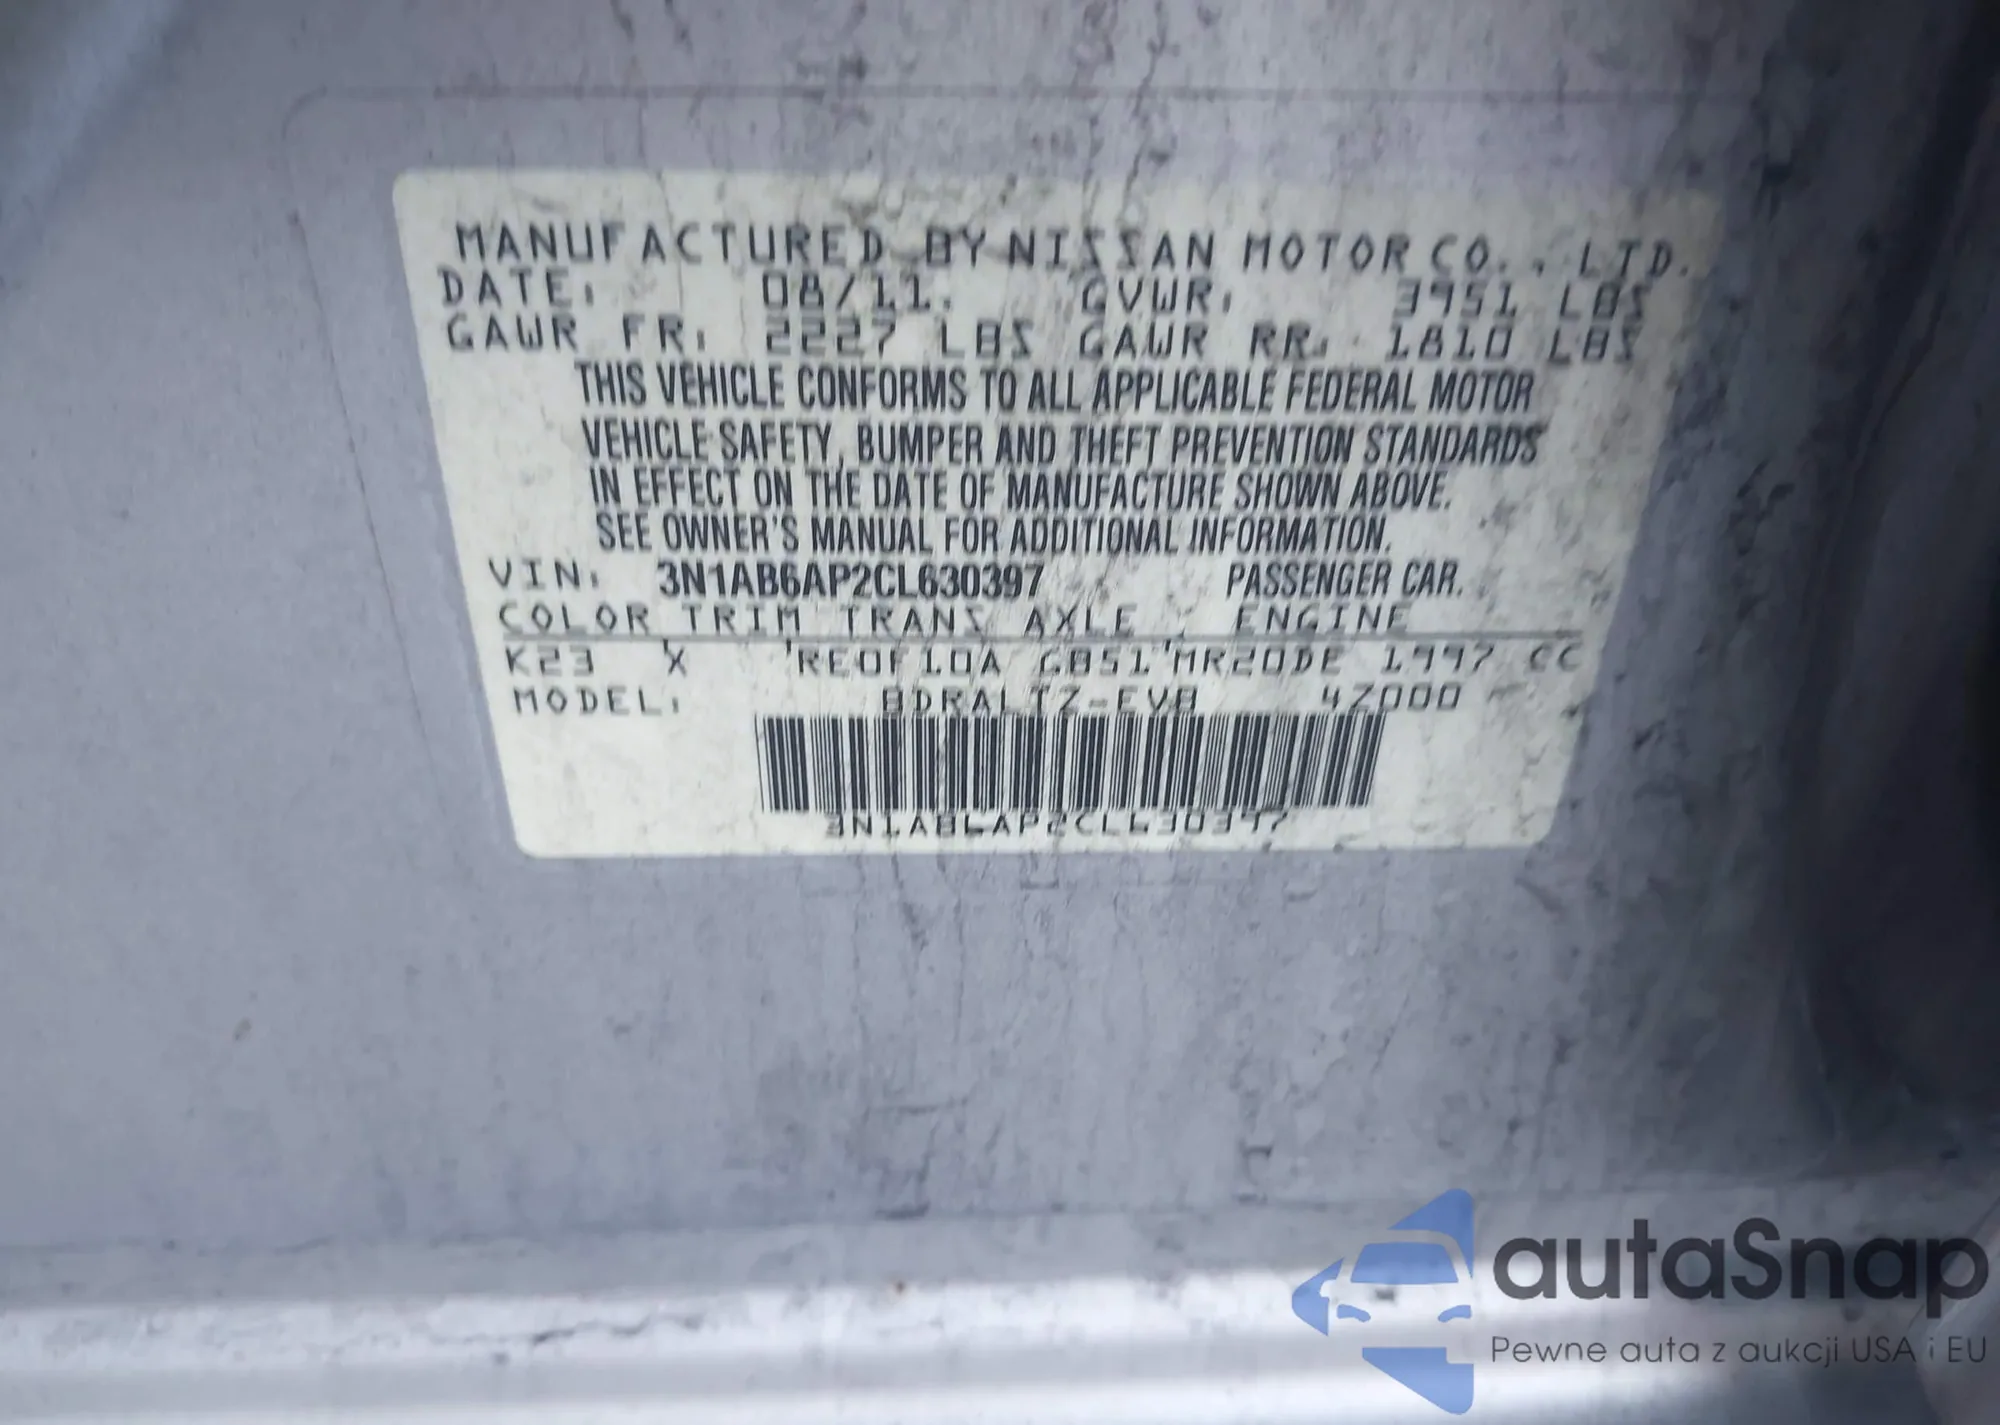 MANUFACTURED BY NISSAN MOTOR CO., LTD.
DATE: 08/11. GVWR: 3951 LBS
GAWR FR: 2227 LBS GAWR RR: 1810 LBS
THIS VEHICLE CONFORMS TO ALL APPLICABLE FEDERAL MOTOR
VEHICLE SAFETY, BUMPER AND THEFT PREVENTION STANDARDS
IN EFFECT ON THE DATE OF MANUFACTURE SHOWN ABOVE.
SEE OWNER'S MANUAL FOR ADDITIONAL INFORMATION.
VIN: 3N1AB6AP2CL630397 PASSENGER CAR.
COLOR TRIM TRANS AXLE ENGINE
K23 X RE0F10A GB51 MR20DE 1997 CC
MODEL: BDRALTZ-EVB 4Z000
3N1AB6AP2CL630397
autaSnap
Pewne auta z aukcji USA i EU